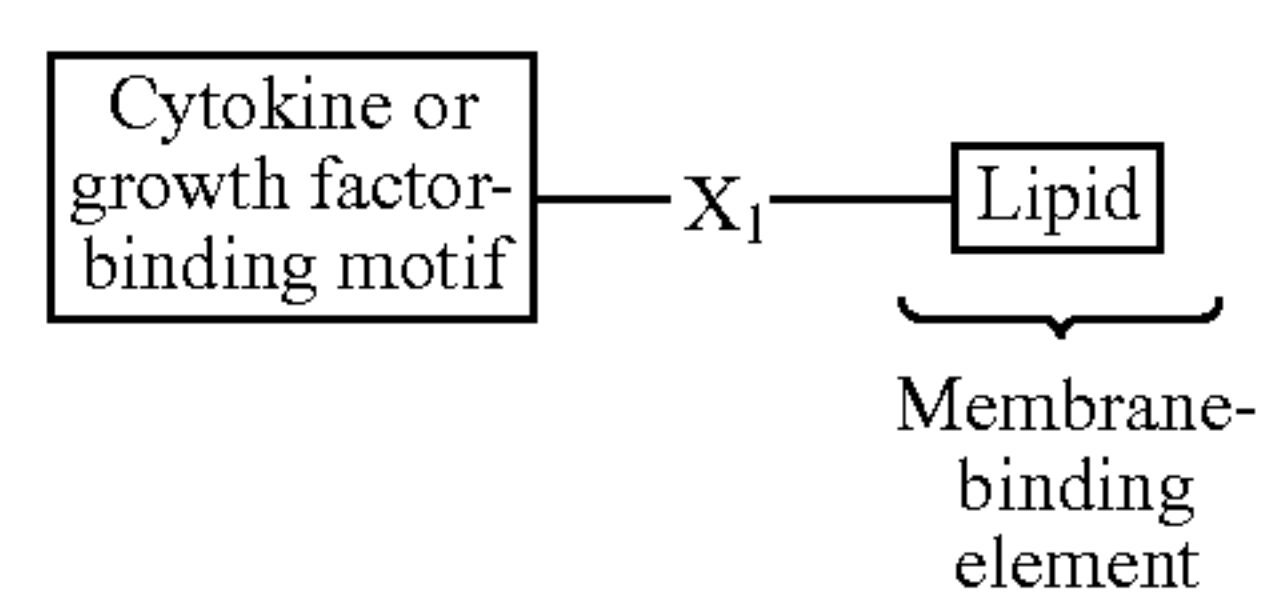 Cytokine or
growth factor-
binding motif
X₁
Lipid
Membrane-
binding
element